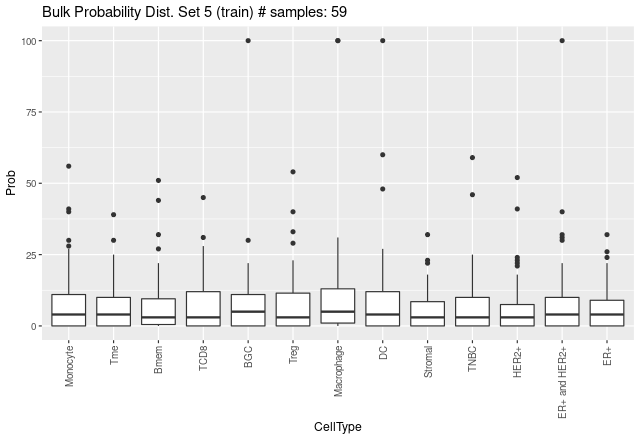 Bulk Probability Dist. Set 5 (train) # samples: 59
100
75
50
25
0
Prob
Monocyte
Tme
Bmem
TCD8
BGC
Treg
Macrophage
DC
Stromal
TNBC
HER2+
ER+ and HER2+
ER+
CellType